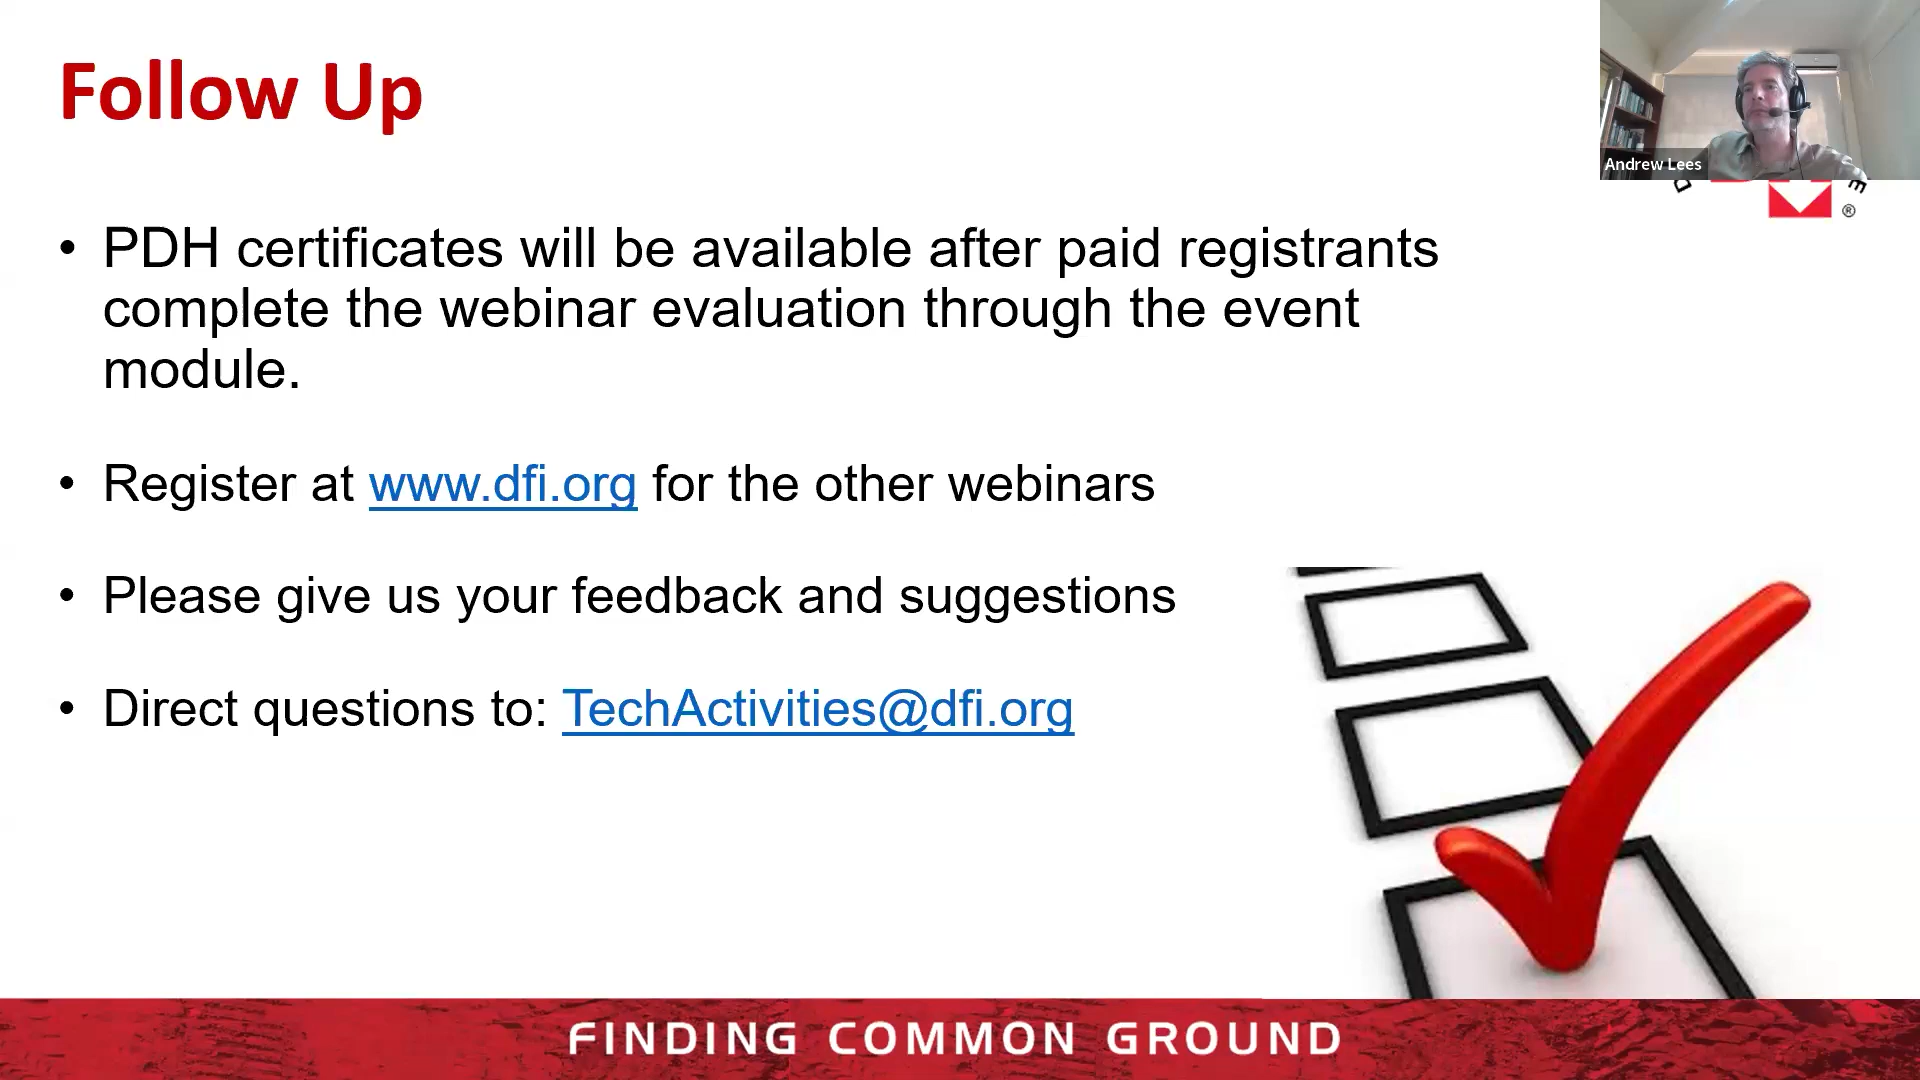 Follow Up
Andrew Lees
D E
®
• PDH certificates will be available after paid registrants
complete the webinar evaluation through the event
module.
• Register at www.dfi.org for the other webinars
• Please give us your feedback and suggestions
• Direct questions to: TechActivities@dfi.org
FINDING COMMON GROUND